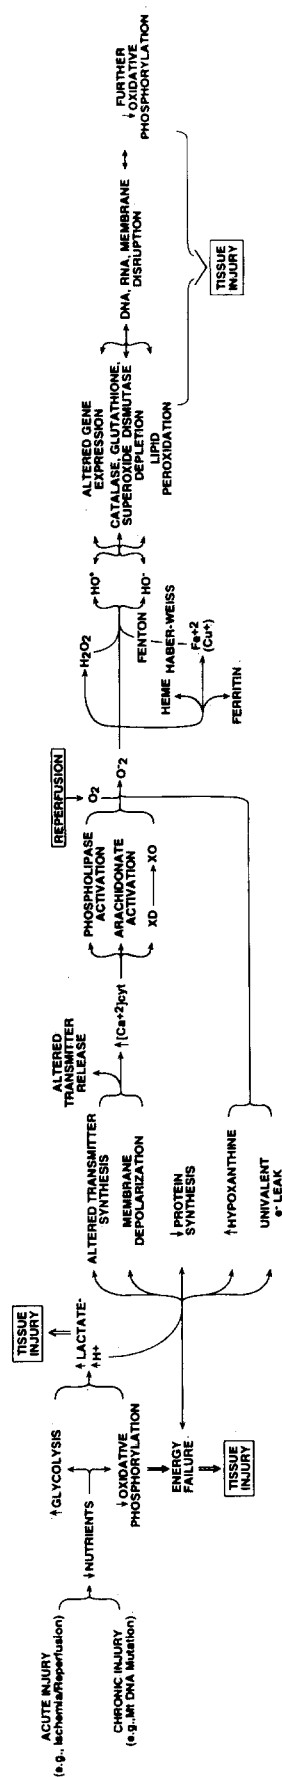 ACUTE INJURY
(e.g., Ischemia/Reperfusion)
CHRONIC INJURY
(e.g., Mt DNA Mutation)
↓NUTRIENTS
↑GLYCOLYSIS
↓OXIDATIVE
PHOSPHORYLATION
TISSUE
INJURY
↑LACTATE-
↑H+
ENERGY
FAILURE
TISSUE
INJURY
ALTERED TRANSMITTER
SYNTHESIS
MEMBRANE
DEPOLARIZATION
↓PROTEIN
SYNTHESIS
↑HYPOXANTHINE
UNIVALENT
e- LEAK
ALTERED
TRANSMITTER
RELEASE
↑[Ca+2]cyt
PHOSPHOLIPASE
ACTIVATION
ARACHIDONATE
ACTIVATION
XD → XO
REPERFUSION
O2
O-2
H2O2
FENTON
HABER-WEISS
HEME
Fe+2
(Cu+)
FERRITIN
HO•
HO-
ALTERED GENE
EXPRESSION
CATALASE, GLUTATHIONE,
SUPEROXIDE DISMUTASE
DEPLETION
LIPID
PEROXIDATION
DNA, RNA, MEMBRANE
DISRUPTION
↓FURTHER
OXIDATIVE
PHOSPHORYLATION
TISSUE
INJURY